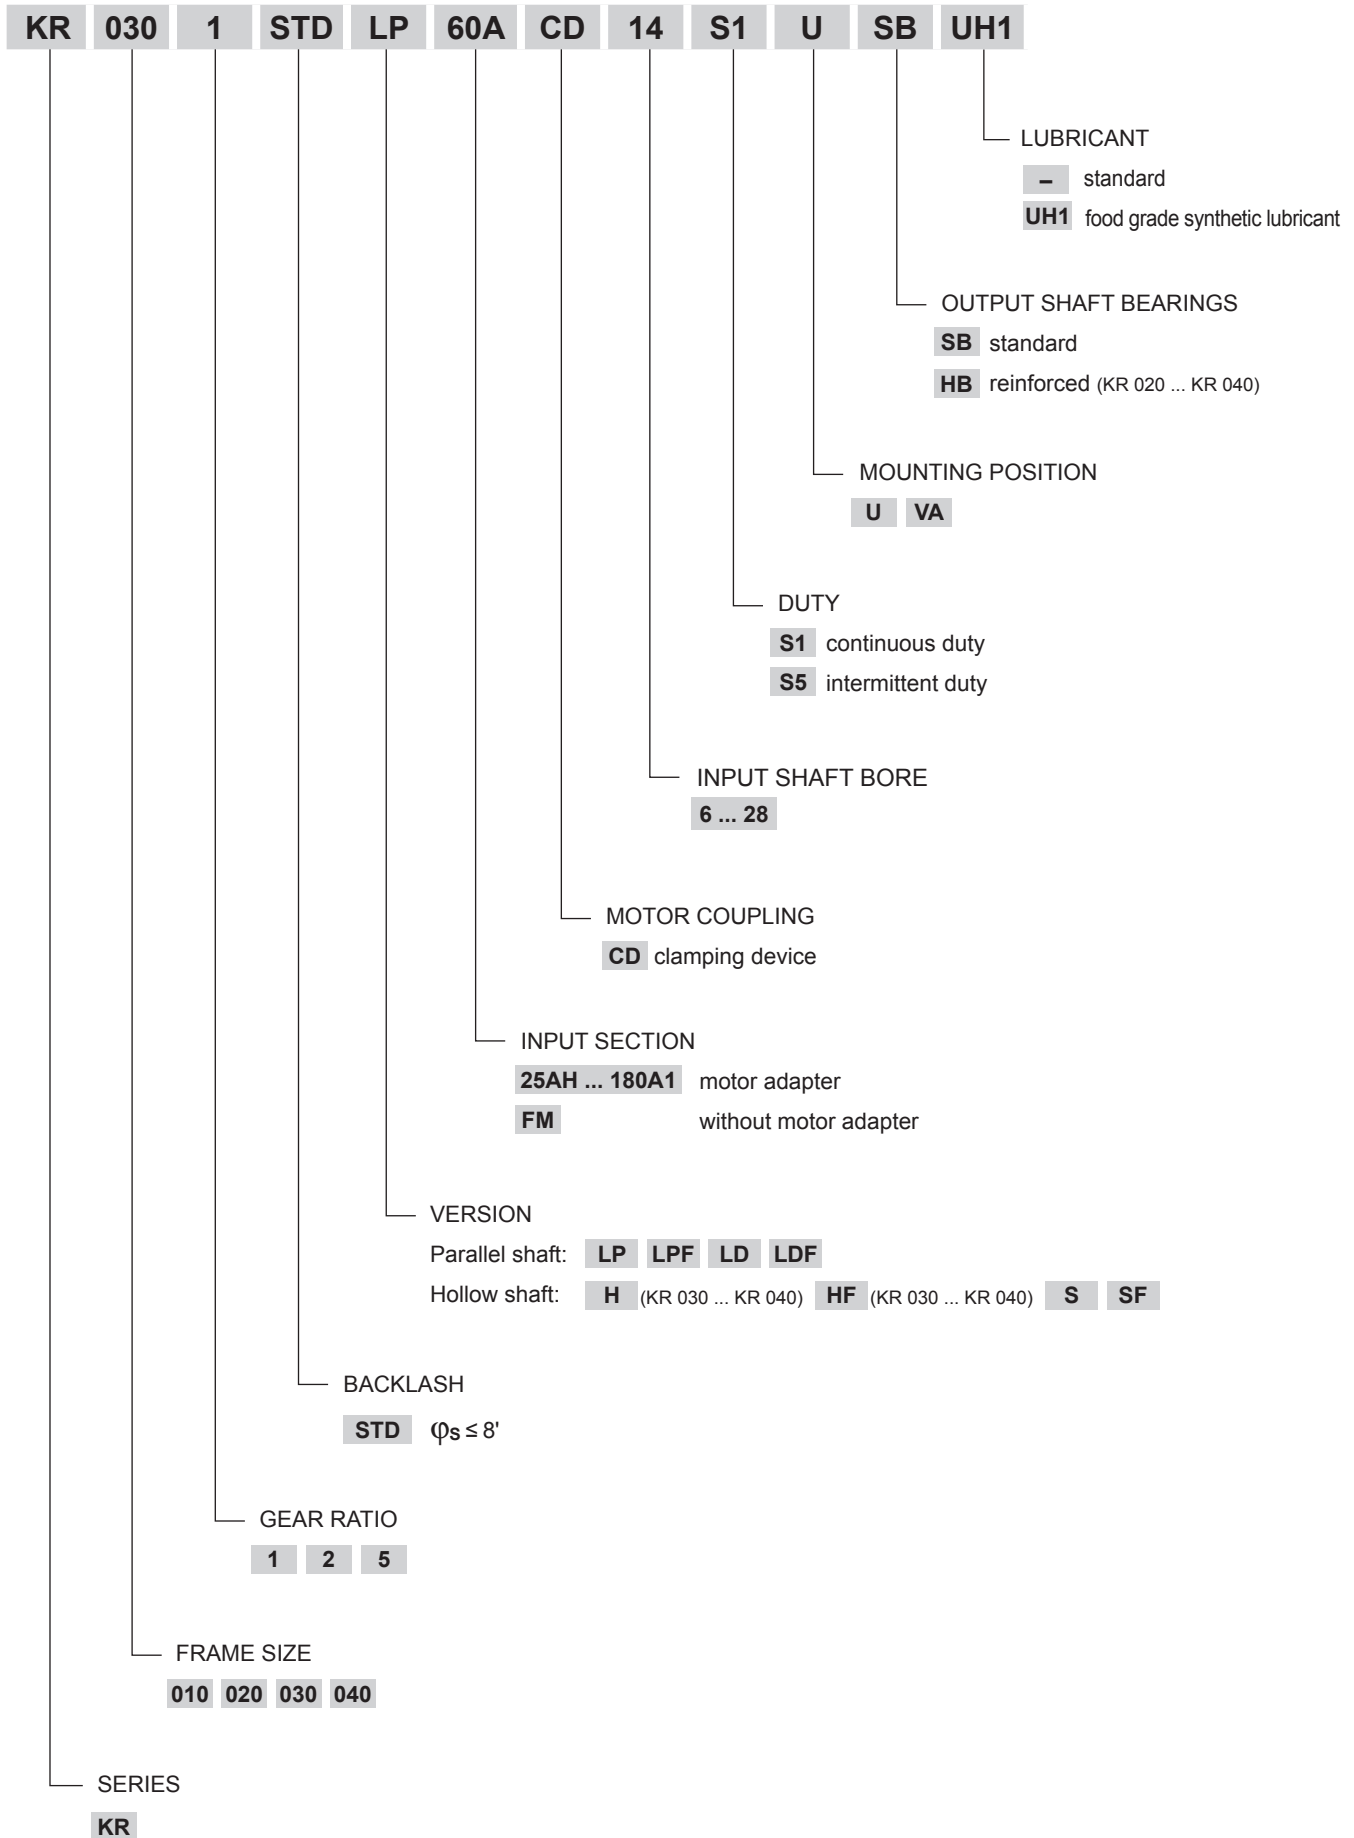 KR 030 1 STD LP 60A CD 14 S1 U SB UH1
LUBRICANT
– standard
UH1 food grade synthetic lubricant
OUTPUT SHAFT BEARINGS
SB standard
HB reinforced (KR 020 ... KR 040)
MOUNTING POSITION
U VA
DUTY
S1 continuous duty
S5 intermittent duty
INPUT SHAFT BORE
6 ... 28
MOTOR COUPLING
CD clamping device
INPUT SECTION
25AH ... 180A1 motor adapter
FM without motor adapter
VERSION
Parallel shaft: LP LPF LD LDF
Hollow shaft: H (KR 030 ... KR 040) HF (KR 030 ... KR 040) S SF
BACKLASH
STD φs ≤ 8'
GEAR RATIO
1 2 5
FRAME SIZE
010 020 030 040
SERIES
KR